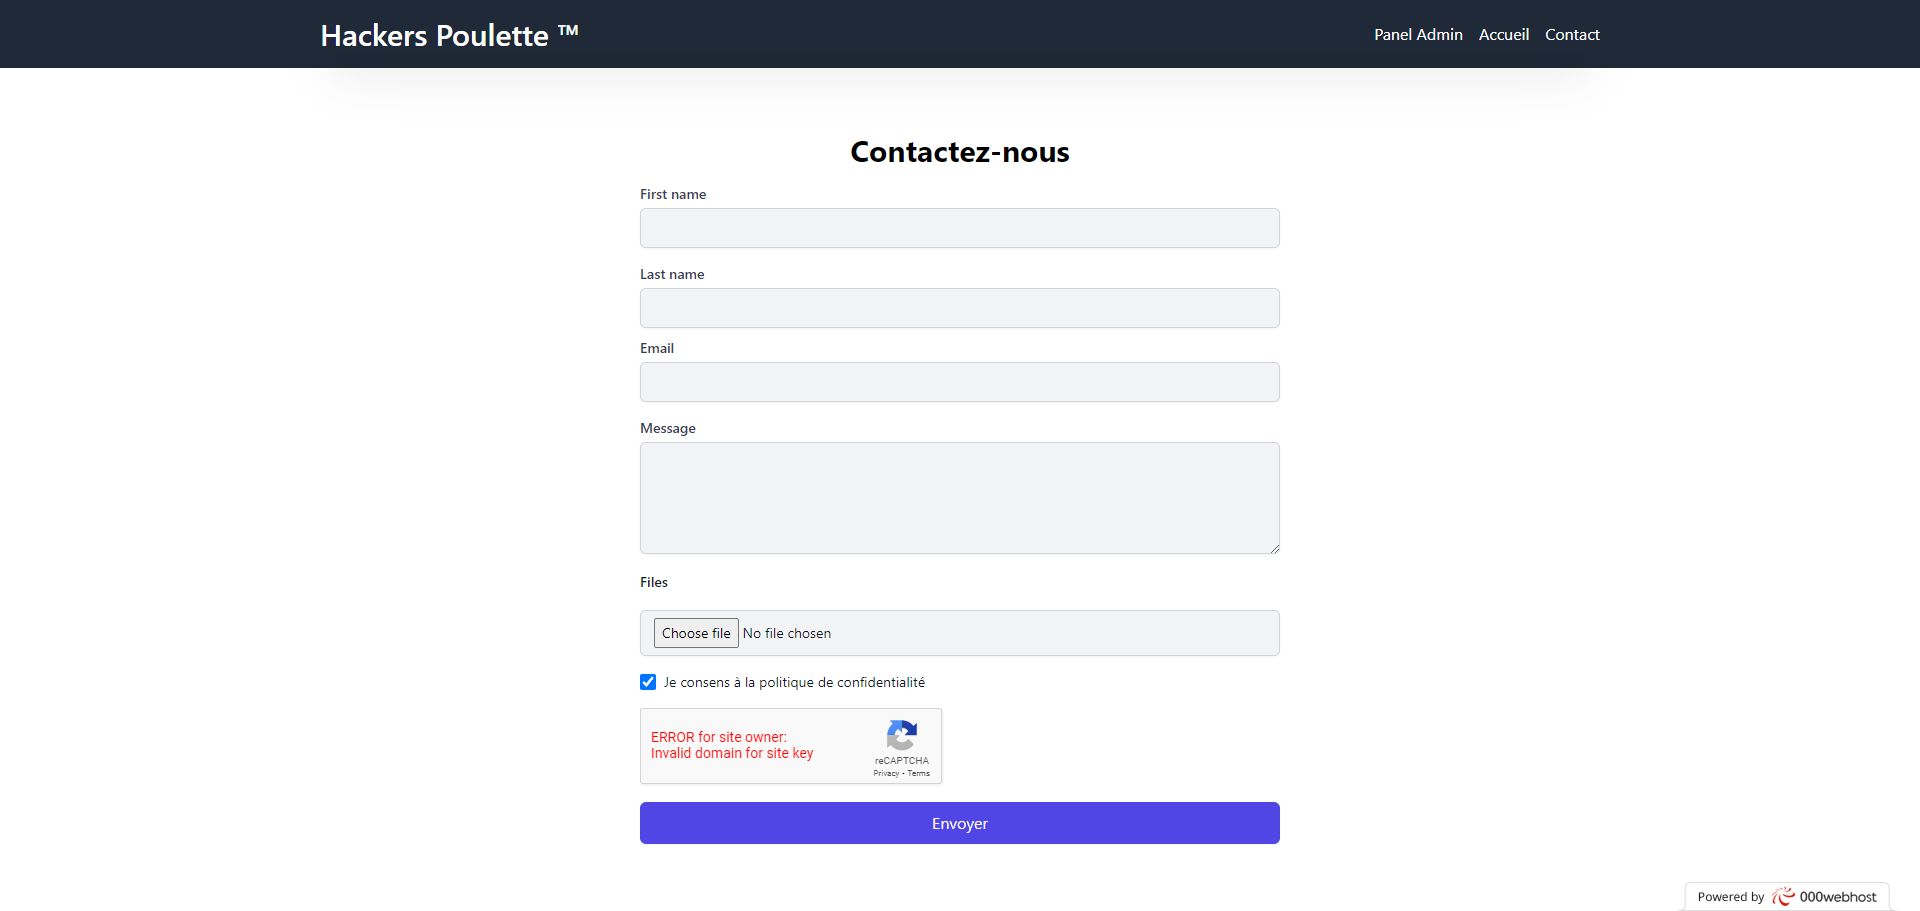 Hackers Poulette ™
Panel Admin Accueil Contact
Contactez-nous
First name
Last name
Email
Message
Files
Choose file No file chosen
Je consens à la politique de confidentialité
ERROR for site owner:
Invalid domain for site key
reCAPTCHA
Privacy - Terms
Envoyer
Powered by 000webhost